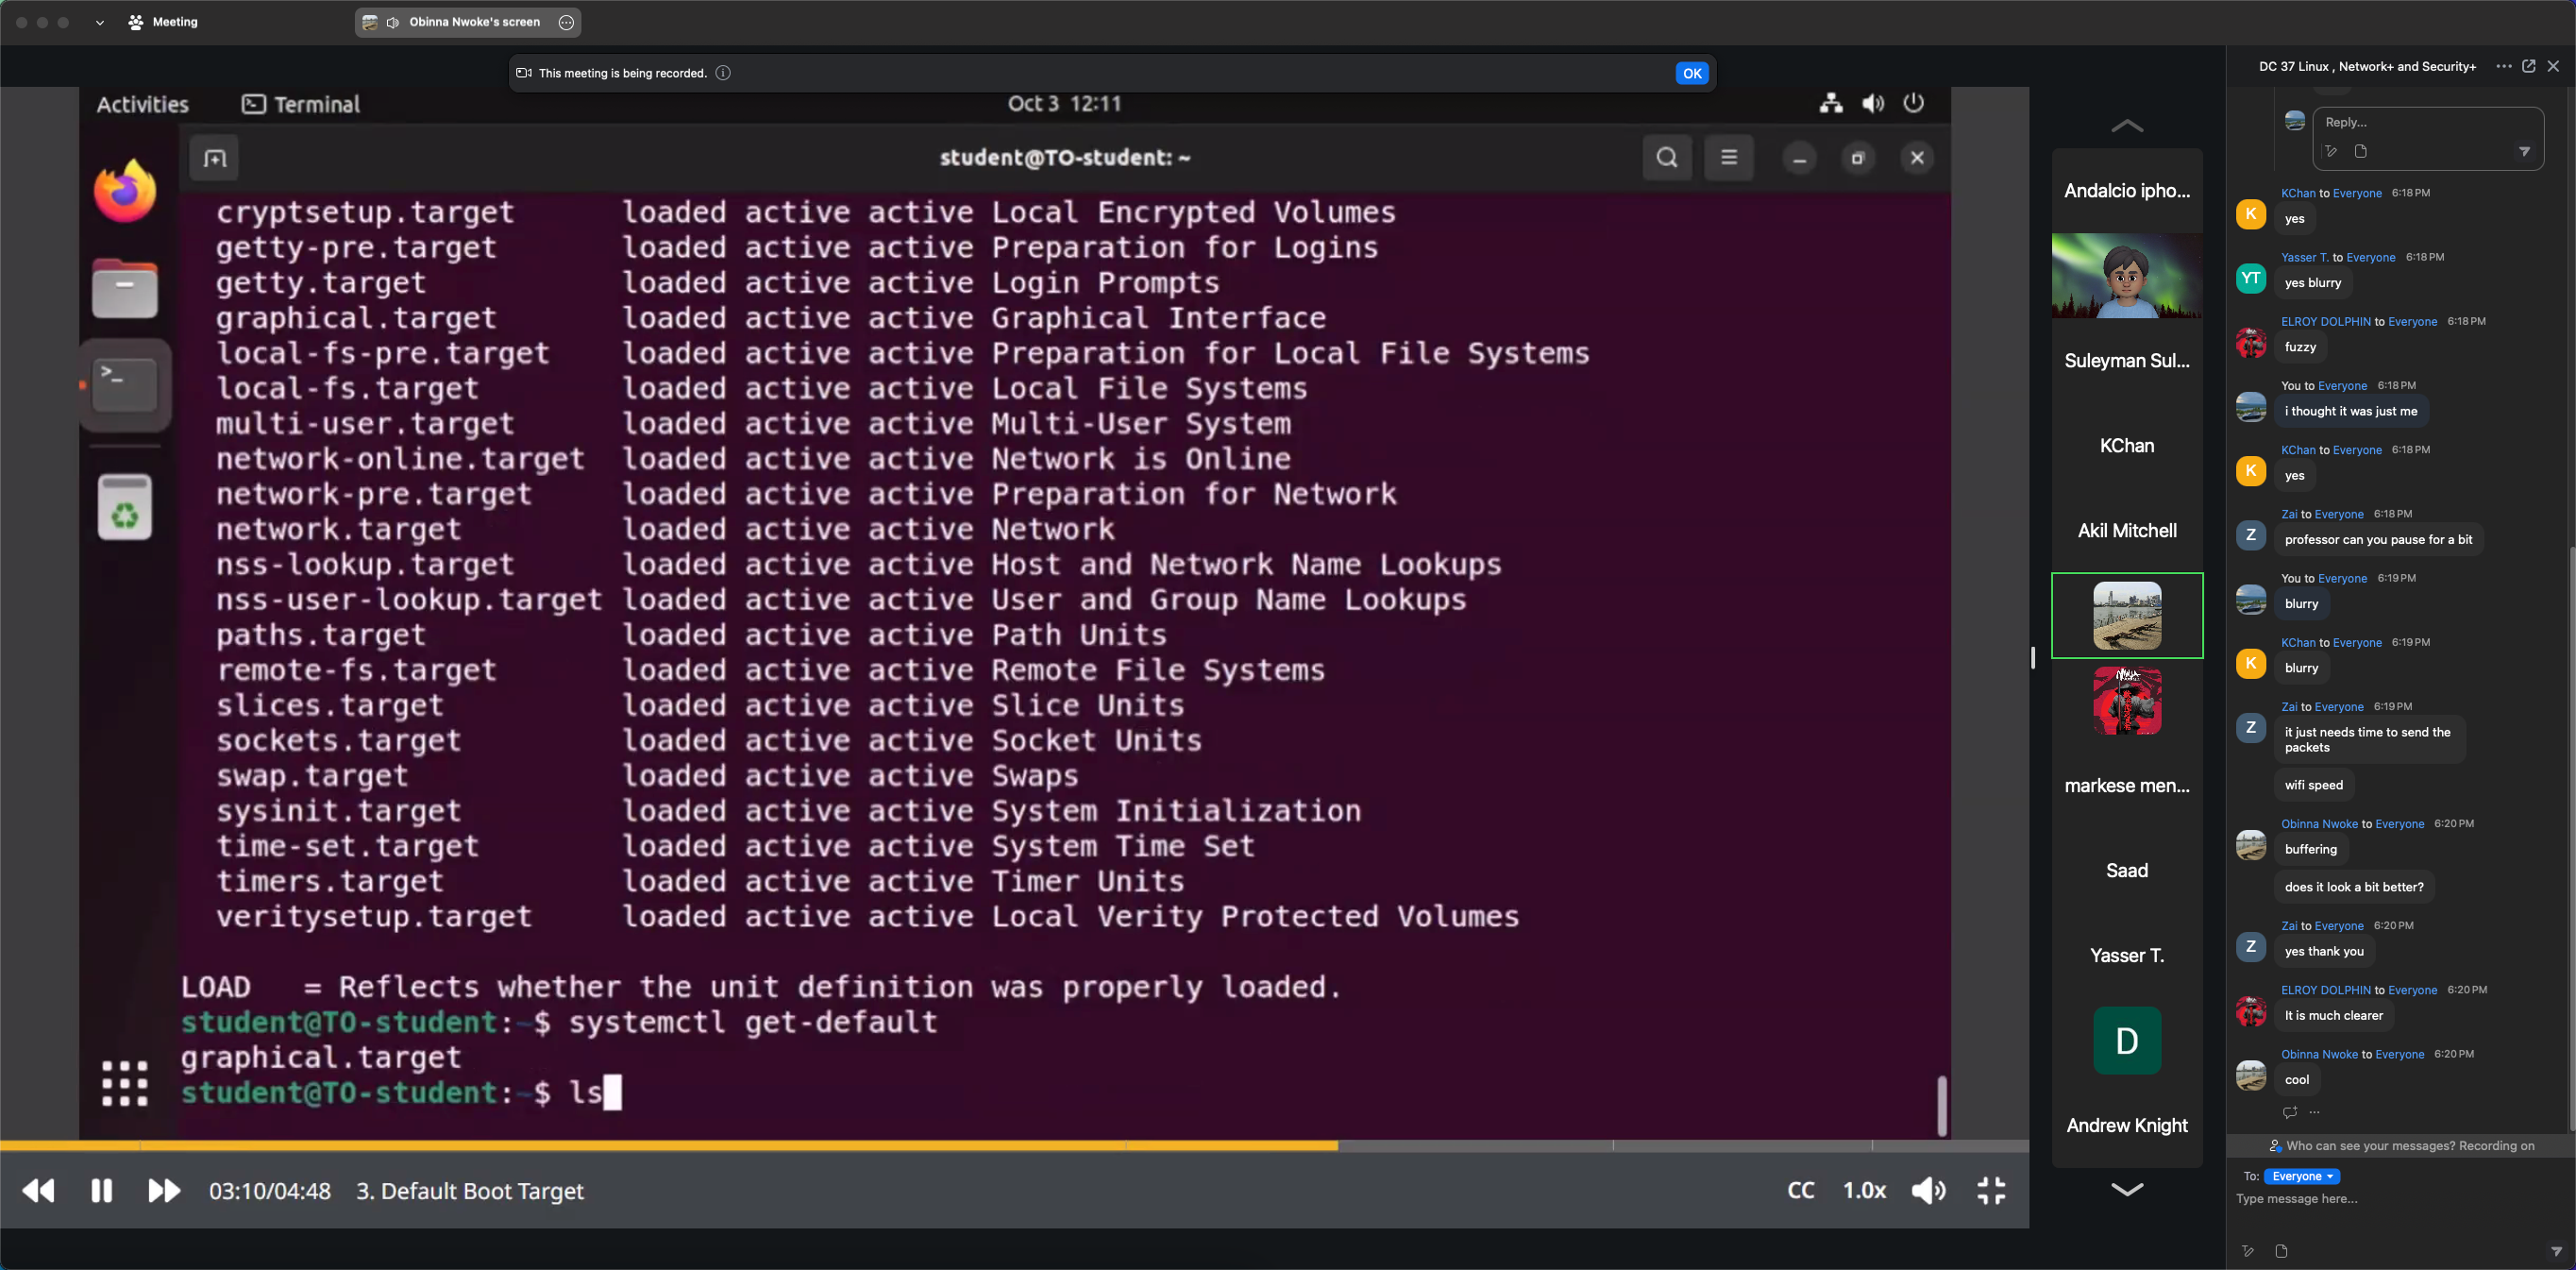 Meeting
Obinna Nwoke's screen
This meeting is being recorded.
OK
Activities
Terminal
Oct 3 12:11
student@TO-student: ~
cryptsetup.target loaded active active Local Encrypted Volumes
getty-pre.target loaded active active Preparation for Logins
getty.target loaded active active Login Prompts
graphical.target loaded active active Graphical Interface
local-fs-pre.target loaded active active Preparation for Local File Systems
local-fs.target loaded active active Local File Systems
multi-user.target loaded active active Multi-User System
network-online.target loaded active active Network is Online
network-pre.target loaded active active Preparation for Network
network.target loaded active active Network
nss-lookup.target loaded active active Host and Network Name Lookups
nss-user-lookup.target loaded active active User and Group Name Lookups
paths.target loaded active active Path Units
remote-fs.target loaded active active Remote File Systems
slices.target loaded active active Slice Units
sockets.target loaded active active Socket Units
swap.target loaded active active Swaps
sysinit.target loaded active active System Initialization
time-set.target loaded active active System Time Set
timers.target loaded active active Timer Units
veritysetup.target loaded active active Local Verity Protected Volumes
LOAD = Reflects whether the unit definition was properly loaded.
student@TO-student:~$ systemctl get-default
graphical.target
student@TO-student:~$ ls
03:10/04:48 3. Default Boot Target
CC 1.0x
Andalcio ipho...
Suleyman Sul...
KChan
Akil Mitchell
markese men...
Saad
Yasser T.
D
Andrew Knight
DC 37 Linux , Network+ and Security+
Reply...
KChan to Everyone 6:18 PM
K
yes
Yasser T. to Everyone 6:18 PM
YT
yes blurry
ELROY DOLPHIN to Everyone 6:18 PM
fuzzy
You to Everyone 6:18 PM
i thought it was just me
KChan to Everyone 6:18 PM
K
yes
Zai to Everyone 6:18 PM
Z
professor can you pause for a bit
You to Everyone 6:19 PM
blurry
KChan to Everyone 6:19 PM
K
blurry
Zai to Everyone 6:19 PM
Z
it just needs time to send the
packets
wifi speed
Obinna Nwoke to Everyone 6:20 PM
buffering
does it look a bit better?
Zai to Everyone 6:20 PM
Z
yes thank you
ELROY DOLPHIN to Everyone 6:20 PM
It is much clearer
Obinna Nwoke to Everyone 6:20 PM
cool
Who can see your messages? Recording on
To: Everyone
Type message here...